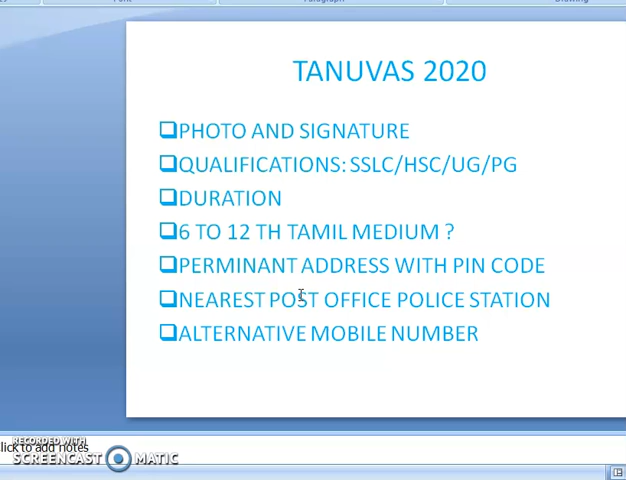 TANUVAS 2020
PHOTO AND SIGNATURE
QUALIFICATIONS: SSLC/HSC/UG/PG
DURATION
6 TO 12 TH TAMIL MEDIUM ?
PERMINANT ADDRESS WITH PIN CODE
NEAREST POST OFFICE POLICE STATION
ALTERNATIVE MOBILE NUMBER
lick to add notes
RECORDED WITH
SCREENCAST MATIC